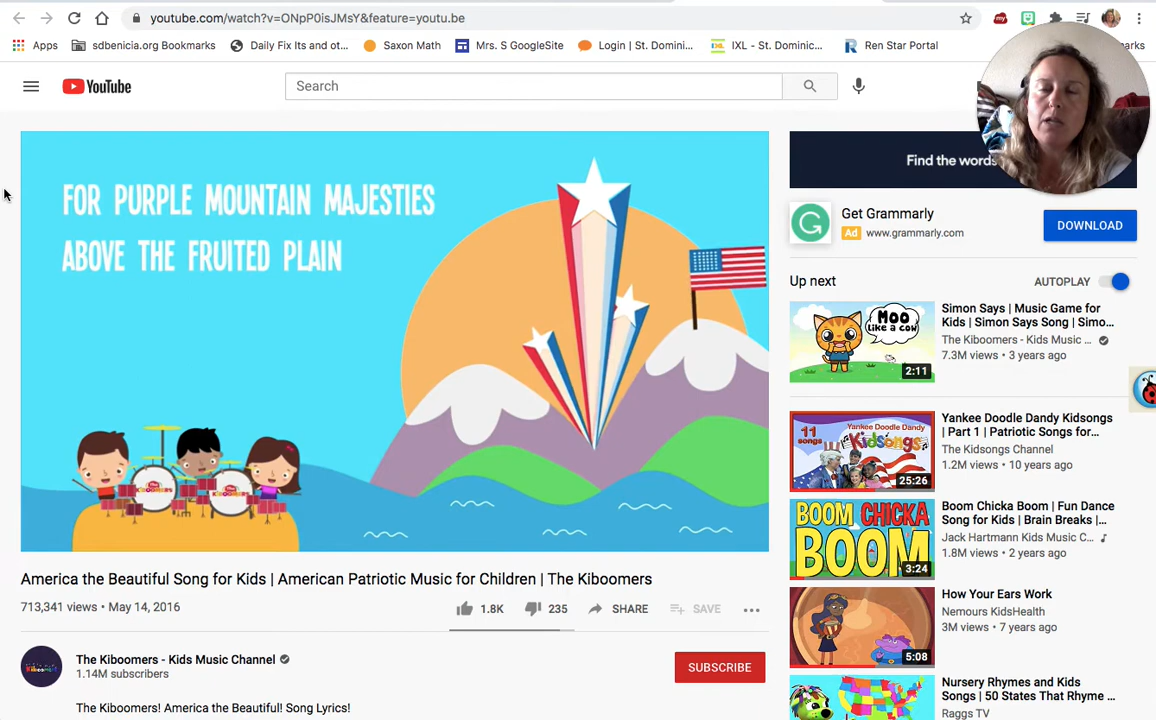 youtube.com/watch?v=ONpP0isJMsY&feature=youtu.be
Apps
sdbenicia.org Bookmarks
Daily Fix Its and ot...
Saxon Math
Mrs. S GoogleSite
Login | St. Domini...
IXL - St. Dominic...
Ren Star Portal
YouTube
Search
FOR PURPLE MOUNTAIN MAJESTIES
ABOVE THE FRUITED PLAIN
America the Beautiful Song for Kids | American Patriotic Music for Children | The Kiboomers
713,341 views • May 14, 2016
1.8K
235
SHARE
SAVE
The Kiboomers - Kids Music Channel
1.14M subscribers
SUBSCRIBE
The Kiboomers! America the Beautiful! Song Lyrics!
Find the words
Get Grammarly
Ad www.grammarly.com
DOWNLOAD
Up next
AUTOPLAY
Moo
like a cow
2:11
Simon Says | Music Game for
Kids | Simon Says Song | Simo...
The Kiboomers - Kids Music ...
7.3M views • 3 years ago
11
songs
Yankee Doodle Dandy
Kidsongs
25:26
Yankee Doodle Dandy Kidsongs
| Part 1 | Patriotic Songs for...
The Kidsongs Channel
1.2M views • 10 years ago
BOOM CHICKA
BOOM
3:24
Boom Chicka Boom | Fun Dance
Song for Kids | Brain Breaks |...
Jack Hartmann Kids Music C...
1.8M views • 2 years ago
5:08
How Your Ears Work
Nemours KidsHealth
3M views • 7 years ago
Nursery Rhymes and Kids
Songs | 50 States That Rhyme ...
Raggs TV